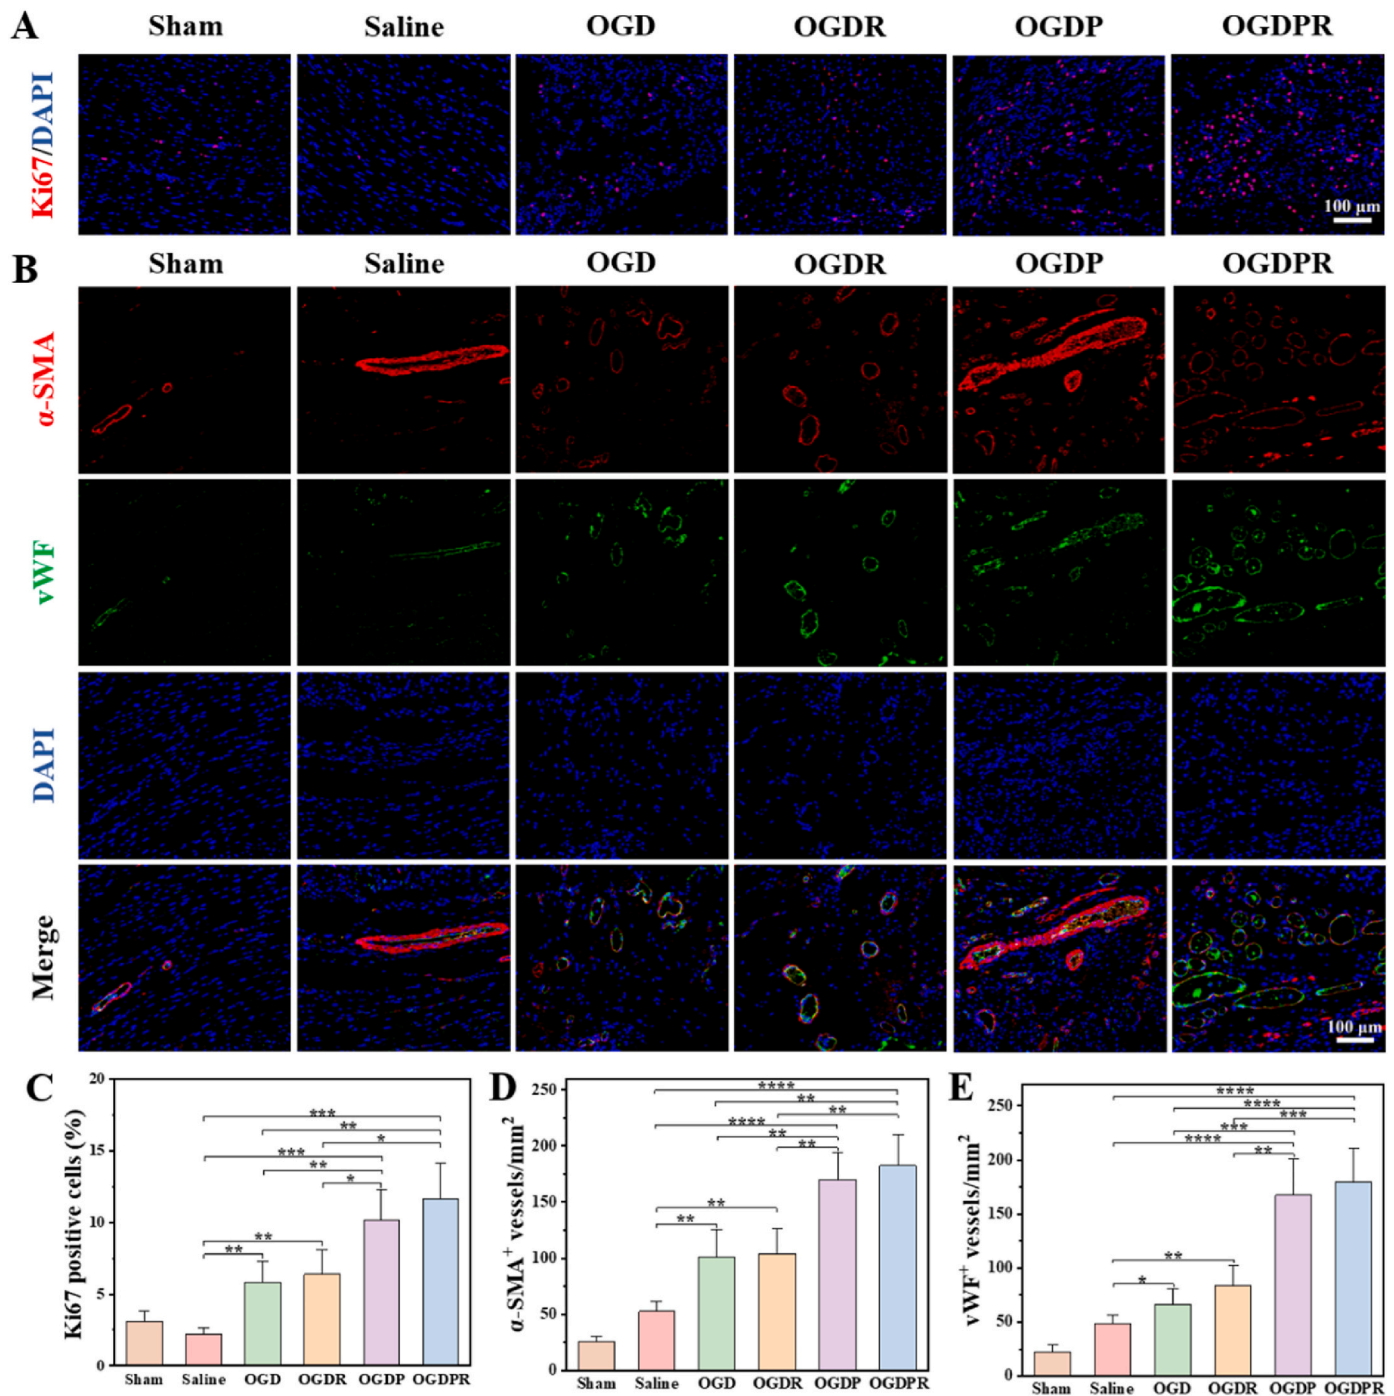 A
Sham Saline OGD OGDR OGDP OGDPR
Ki67/DAPI
100 μm
B
Sham Saline OGD OGDR OGDP OGDPR
α-SMA
vWF
DAPI
Merge
100 μm
C
Ki67 positive cells (%)
20
15
10
5
0
***
**
*
***
**
*
**
**
Sham Saline OGD OGDR OGDP OGDPR
D
α-SMA⁺ vessels/mm²
250
200
150
100
50
0
****
**
**
****
**
**
**
**
Sham Saline OGD OGDR OGDP OGDPR
E
vWF⁺ vessels/mm²
250
200
150
100
50
0
****
****
***
***
****
**
**
*
Sham Saline OGD OGDR OGDP OGDPR